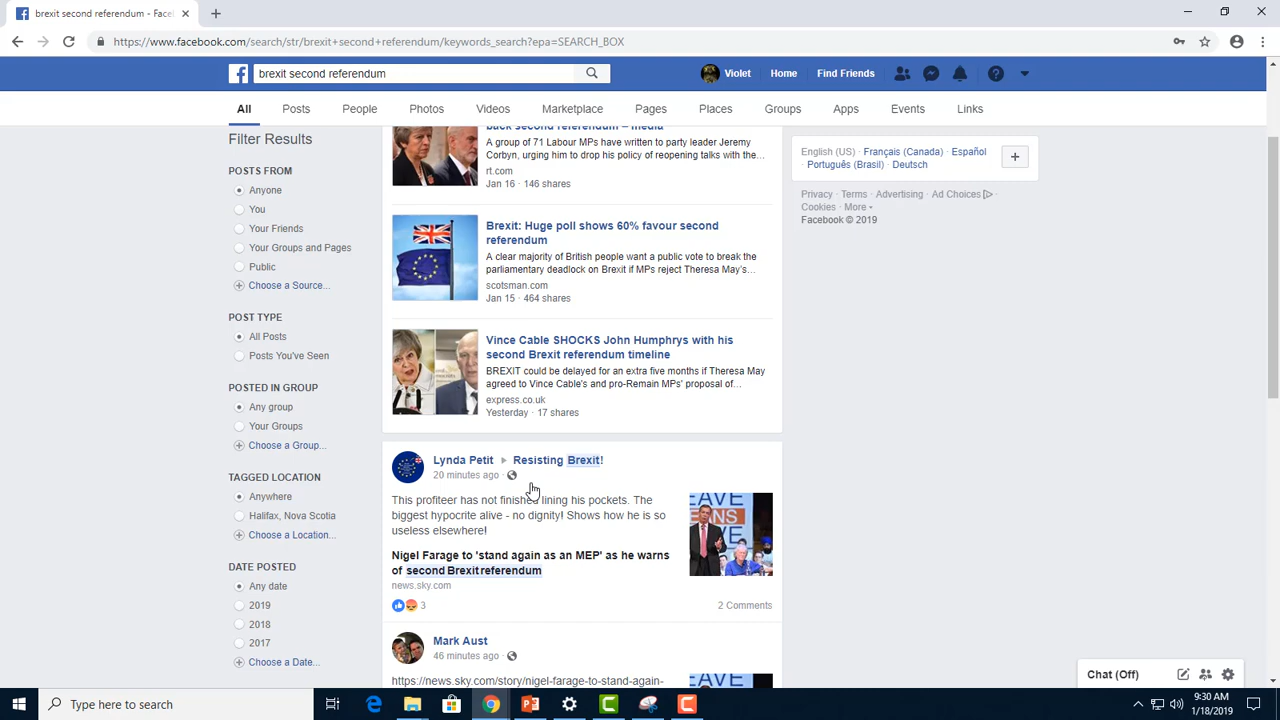 brexit second referendum - Face
https://www.facebook.com/search/str/brexit+second+referendum/keywords_search?epa=SEARCH_BOX
brexit second referendum
Violet
Home
Find Friends
All
Posts
People
Photos
Videos
Marketplace
Pages
Places
Groups
Apps
Events
Links
Filter Results
POSTS FROM
Anyone
You
Your Friends
Your Groups and Pages
Public
Choose a Source...
POST TYPE
All Posts
Posts You've Seen
POSTED IN GROUP
Any group
Your Groups
Choose a Group...
TAGGED LOCATION
Anywhere
Halifax, Nova Scotia
Choose a Location...
DATE POSTED
Any date
2019
2018
2017
Choose a Date...
back second referendum – media
A group of 71 Labour MPs have written to party leader Jeremy
Corbyn, urging him to drop his policy of reopening talks with the...
rt.com
Jan 16 · 146 shares
Brexit: Huge poll shows 60% favour second
referendum
A clear majority of British people want a public vote to break the
parliamentary deadlock on Brexit if MPs reject Theresa May's...
scotsman.com
Jan 15 · 464 shares
Vince Cable SHOCKS John Humphrys with his
second Brexit referendum timeline
BREXIT could be delayed for an extra five months if Theresa May
agreed to Vince Cable's and pro-Remain MPs' proposal of...
express.co.uk
Yesterday · 17 shares
Lynda Petit ▸ Resisting Brexit!
20 minutes ago ·
This profiteer has not finished lining his pockets. The
biggest hypocrite alive - no dignity! Shows how he is so
useless elsewhere!
Nigel Farage to 'stand again as an MEP' as he warns
of second Brexit referendum
news.sky.com
3
2 Comments
EAVE
EANS
EAVE
Mark Aust
46 minutes ago ·
https://news.sky.com/story/nigel-farage-to-stand-again-
English (US) · Français (Canada) · Español ·
Português (Brasil) · Deutsch
Privacy · Terms · Advertising · Ad Choices ·
Cookies · More
Facebook © 2019
Chat (Off)
Type here to search
9:30 AM
1/18/2019